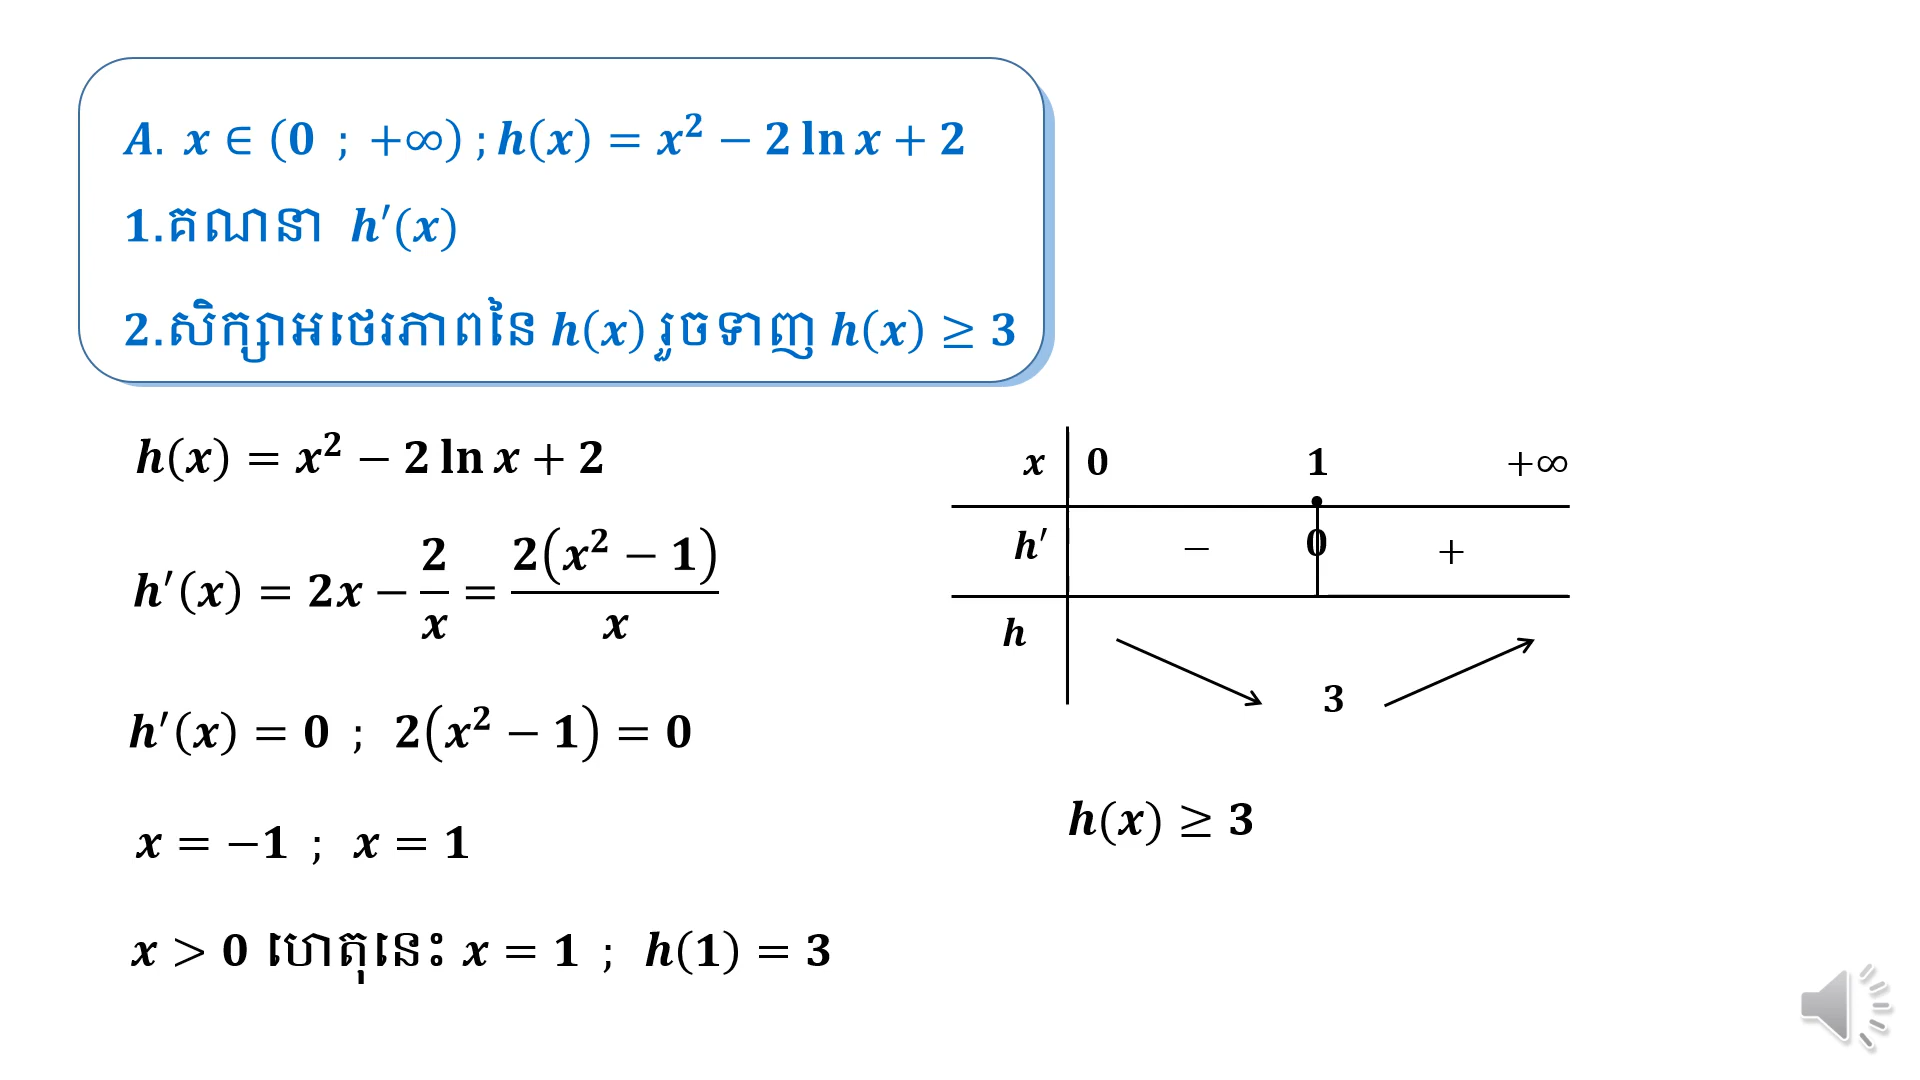 A. x ∈ (0 ; +∞) ; h(x) = x² − 2 ln x + 2
1.គណនា h′(x)
2.សិក្សាអថេរភាពនៃ h(x) រួចទាញ h(x) ≥ 3
h(x) = x² − 2 ln x + 2
h′(x) = 2x − 2/x = 2(x² − 1)/x
h′(x) = 0 ; 2(x² − 1) = 0
x = −1 ; x = 1
x > 0 ហេតុនេះ x = 1 ; h(1) = 3
x 0 1 +∞
h′ − 0 +
h
3
h(x) ≥ 3